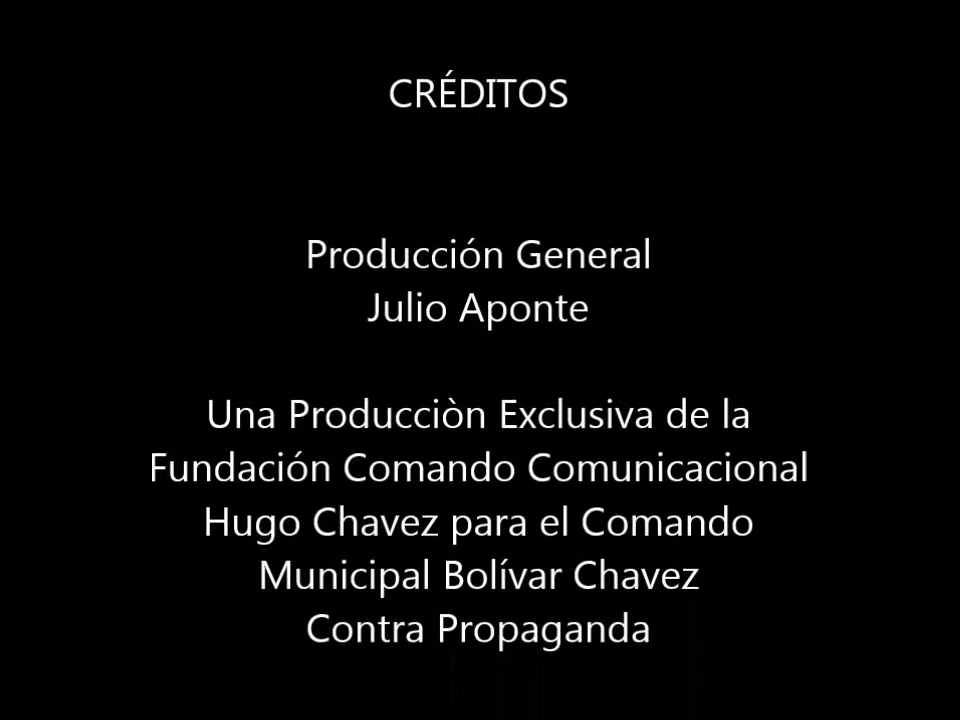 CRÉDITOS
Producción General
Julio Aponte
Una Producciòn Exclusiva de la
Fundación Comando Comunicacional
Hugo Chavez para el Comando
Municipal Bolívar Chavez
Contra Propaganda